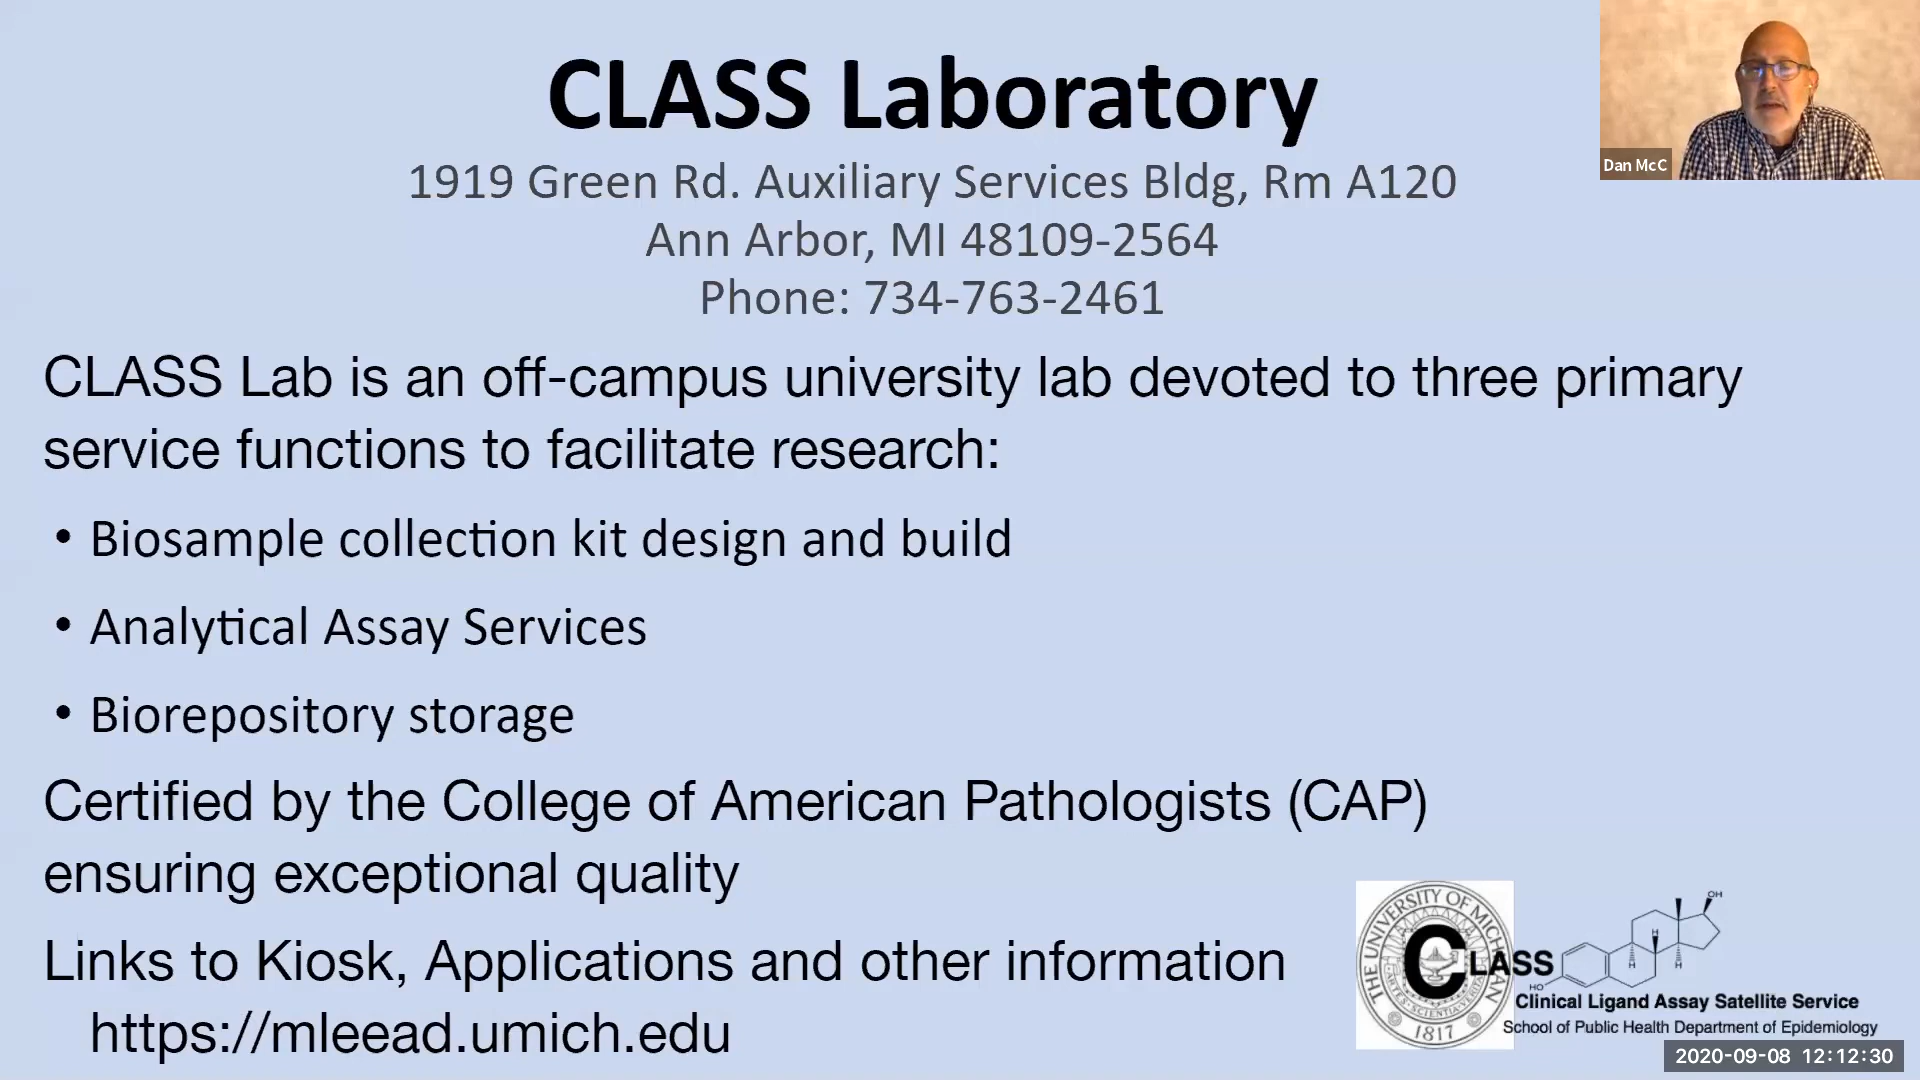 CLASS Laboratory
1919 Green Rd. Auxiliary Services Bldg, Rm A120
Ann Arbor, MI 48109-2564
Phone: 734-763-2461
Dan McC
CLASS Lab is an off-campus university lab devoted to three primary
service functions to facilitate research:
• Biosample collection kit design and build
• Analytical Assay Services
• Biorepository storage
Certified by the College of American Pathologists (CAP)
ensuring exceptional quality
Links to Kiosk, Applications and other information
https://mleead.umich.edu
THE UNIVERSITY OF MICHIGAN
1817
CLASS
OH
H
H
H
HO
Clinical Ligand Assay Satellite Service
School of Public Health Department of Epidemiology
2020-09-08 12:12:30